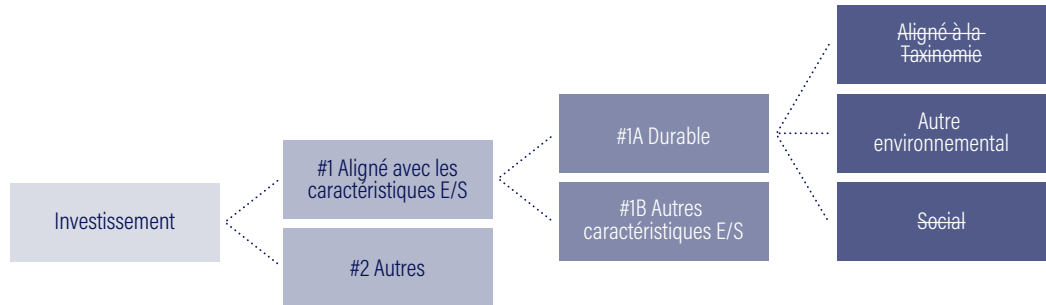 Investissement
#1 Aligné avec les
caractéristiques E/S
#2 Autres
#1A Durable
#1B Autres
caractéristiques E/S
Aligné à la
Taxinomie
Autre
environnemental
Social